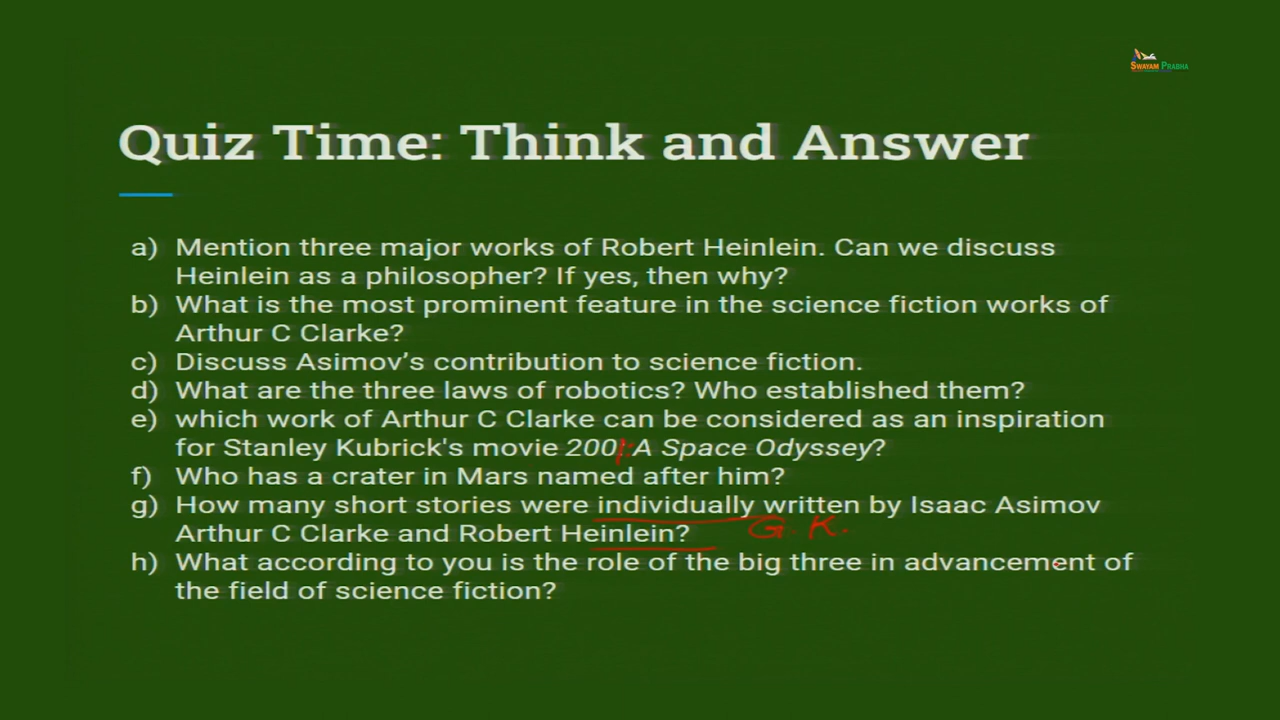 SWAYAM PRABHA
Quiz Time: Think and Answer
a) Mention three major works of Robert Heinlein. Can we discuss
Heinlein as a philosopher? If yes, then why?
b) What is the most prominent feature in the science fiction works of
Arthur C Clarke?
c) Discuss Asimov's contribution to science fiction.
d) What are the three laws of robotics? Who established them?
e) which work of Arthur C Clarke can be considered as an inspiration
for Stanley Kubrick's movie 2001: A Space Odyssey?
f) Who has a crater in Mars named after him?
g) How many short stories were individually written by Isaac Asimov
Arthur C Clarke and Robert Heinlein? G. K.
h) What according to you is the role of the big three in advancement of
the field of science fiction?